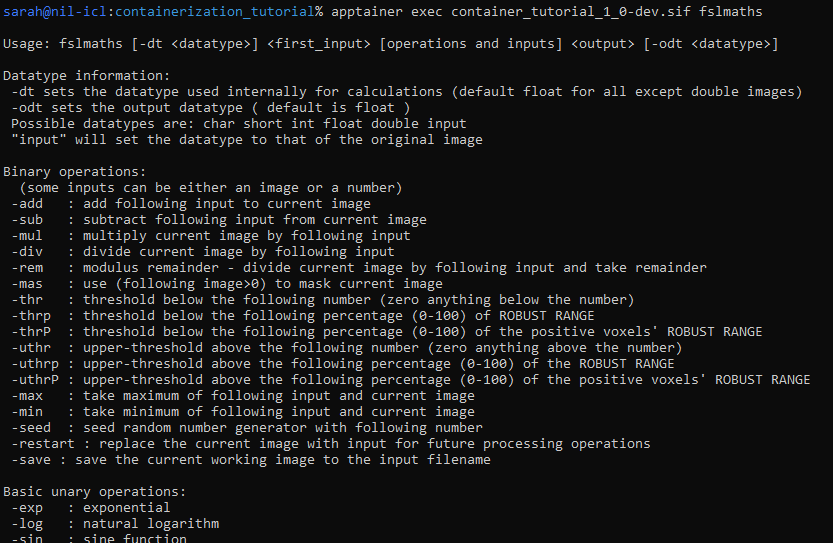 sarah@nil-icl:containerization_tutorial% apptainer exec container_tutorial_1_0-dev.sif fslmaths
Usage: fslmaths [-dt <datatype>] <first_input> [operations and inputs] <output> [-odt <datatype>]
Datatype information:
 -dt sets the datatype used internally for calculations (default float for all except double images)
 -odt sets the output datatype ( default is float )
 Possible datatypes are: char short int float double input
 "input" will set the datatype to that of the original image
Binary operations:
  (some inputs can be either an image or a number)
 -add   : add following input to current image
 -sub   : subtract following input from current image
 -mul   : multiply current image by following input
 -div   : divide current image by following input
 -rem   : modulus remainder - divide current image by following input and take remainder
 -mas   : use (following image>0) to mask current image
 -thr   : threshold below the following number (zero anything below the number)
 -thrp  : threshold below the following percentage (0-100) of ROBUST RANGE
 -thrP  : threshold below the following percentage (0-100) of the positive voxels' ROBUST RANGE
 -uthr  : upper-threshold above the following number (zero anything above the number)
 -uthrp : upper-threshold above the following percentage (0-100) of the ROBUST RANGE
 -uthrP : upper-threshold above the following percentage (0-100) of the positive voxels' ROBUST RANGE
 -max   : take maximum of following input and current image
 -min   : take minimum of following input and current image
 -seed  : seed random number generator with following number
 -restart : replace the current image with input for future processing operations
 -save : save the current working image to the input filename
Basic unary operations:
 -exp   : exponential
 -log   : natural logarithm
 -sin   : sine function